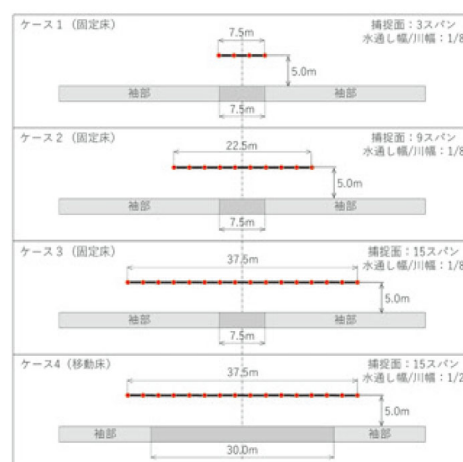 ケース1（固定床）
捕捉面：3スパン
水通し幅/川幅：1/8
7.5m
5.0m
袖部
袖部
7.5m
ケース2（固定床）
捕捉面：9スパン
水通し幅/川幅：1/8
22.5m
5.0m
袖部
袖部
7.5m
ケース3（固定床）
捕捉面：15スパン
水通し幅/川幅：1/8
37.5m
5.0m
袖部
袖部
7.5m
ケース4（移動床）
捕捉面：15スパン
水通し幅/川幅：1/2
37.5m
5.0m
袖部
袖部
30.0m